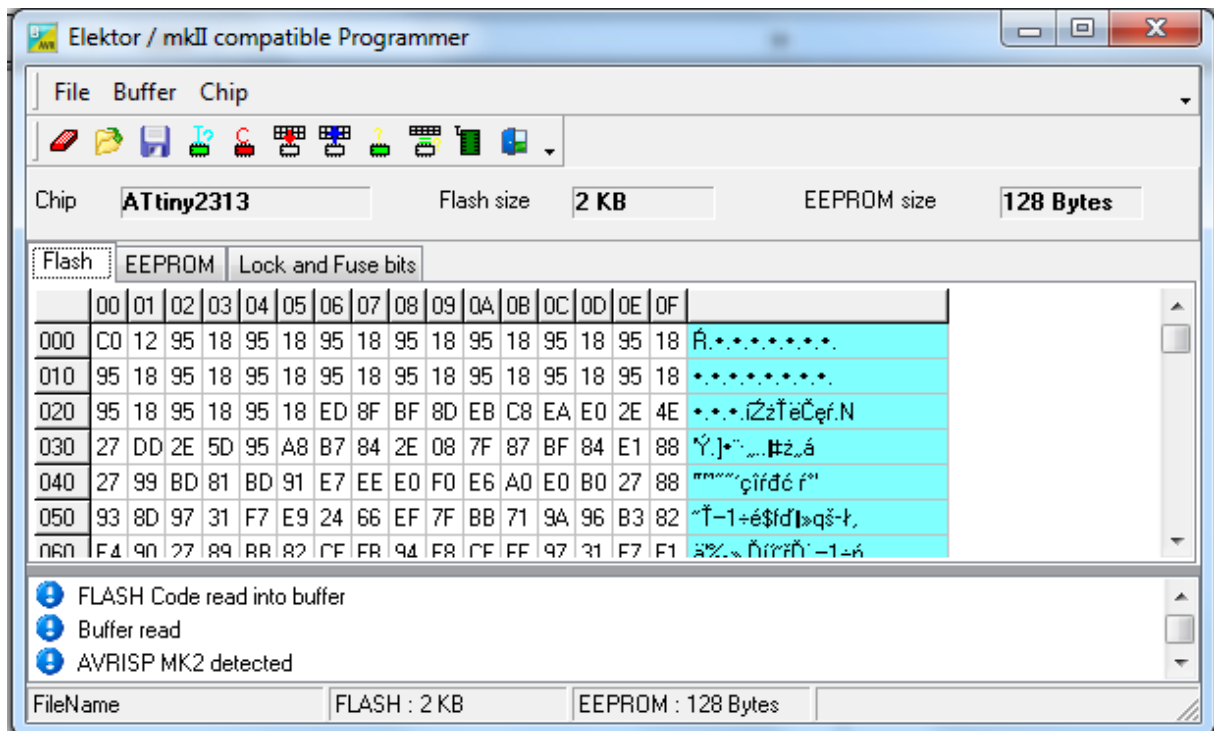 Elektor / mkII compatible Programmer
File Buffer Chip
Chip ATtiny2313 Flash size 2 KB EEPROM size 128 Bytes
Flash EEPROM Lock and Fuse bits
00 01 02 03 04 05 06 07 08 09 0A 0B 0C 0D 0E 0F
000 C0 12 95 18 95 18 95 18 95 18 95 18 95 18 95 18
010 95 18 95 18 95 18 95 18 95 18 95 18 95 18 95 18
020 95 18 95 18 95 18 ED 8F BF 8D EB C8 EA E0 2E 4E
030 27 DD 2E 5D 95 A8 B7 84 2E 08 7F 87 BF 84 E1 88
040 27 99 BD 81 BD 91 E7 EE E0 F0 E6 A0 E0 B0 27 88
050 93 8D 97 31 F7 E9 24 66 EF 7F BB 71 9A 96 B3 82
FLASH Code read into buffer
Buffer read
AVRISP MK2 detected
FileName FLASH : 2 KB EEPROM : 128 Bytes